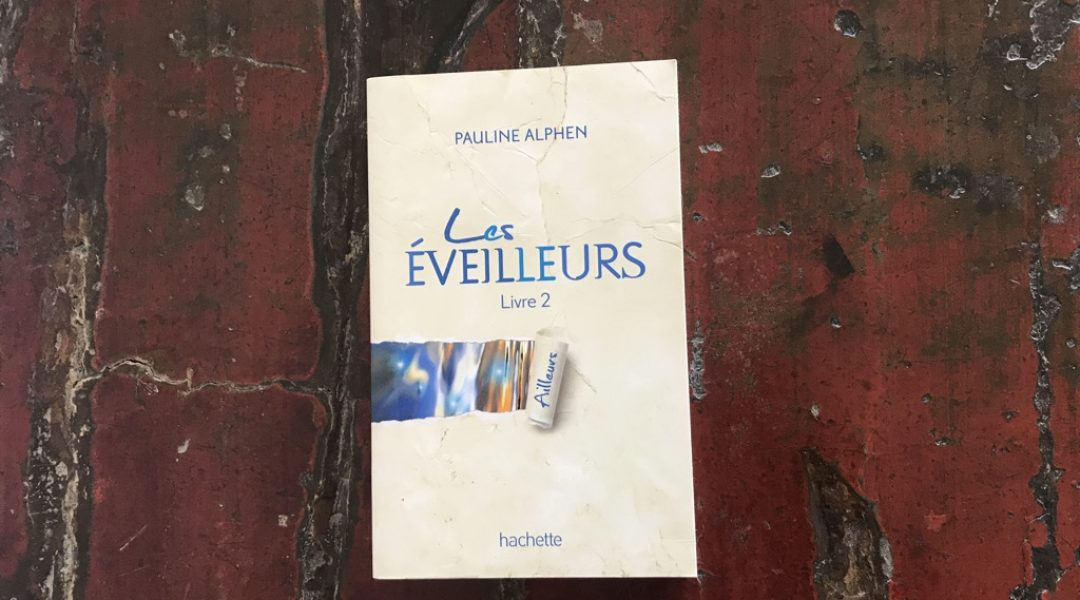 PAULINE ALPHEN
Les
ÉVEILLEURS
Livre 2
Ailleurs
hachette